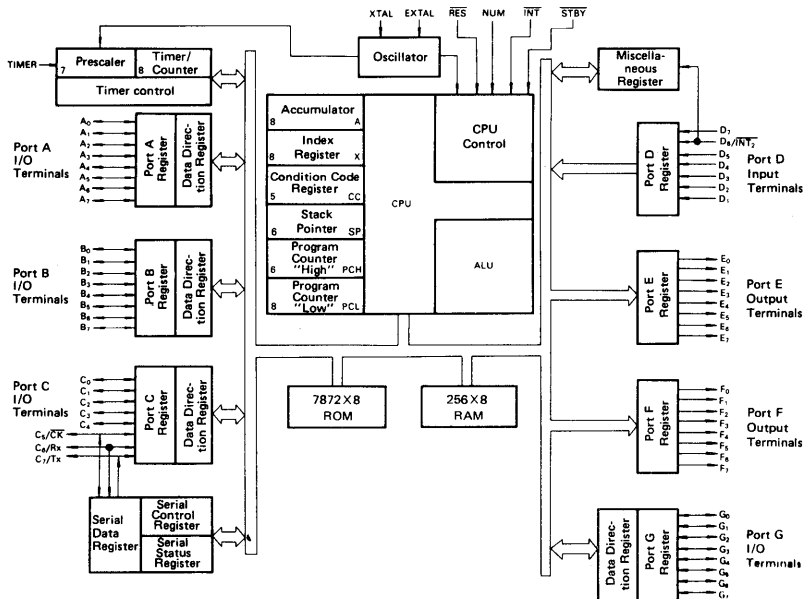 XTAL EXTAL RES NUM INT STBY
TIMER
Prescaler
7
Timer/
8 Counter
Timer control
Oscillator
Miscella-
neous
Register
Port A
I/O
Terminals
A0
A1
A2
A3
A4
A5
A6
A7
Port A
Register
Data Direc-
tion Register
Accumulator
8 A
Index
Register
8 X
Condition Code
Register
5 CC
Stack
Pointer
6 SP
Program
Counter
"High"
6 PCH
Program
Counter
"Low"
8 PCL
CPU
CPU
Control
ALU
Port D
Register
D7
D6/INT2
D5
D4
D3
D2
D1
Port D
Input
Terminals
Port B
I/O
Terminals
B0
B1
B2
B3
B4
B5
B6
B7
Port B
Register
Data Direc-
tion Register
Port E
Register
E0
E1
E2
E3
E4
E5
E6
E7
Port E
Output
Terminals
Port C
I/O
Terminals
C0
C1
C2
C3
C4
C5/CK
C6/Rx
C7/Tx
Port C
Register
Data Direc-
tion Register
7872×8
ROM
256×8
RAM
Port F
Register
F0
F1
F2
F3
F4
F5
F6
F7
Port F
Output
Terminals
Serial
Data
Register
Serial
Control
Register
Serial
Status
Register
Data Direc-
tion Register
Port G
Register
G0
G1
G2
G3
G4
G5
G6
G7
Port G
I/O
Terminals